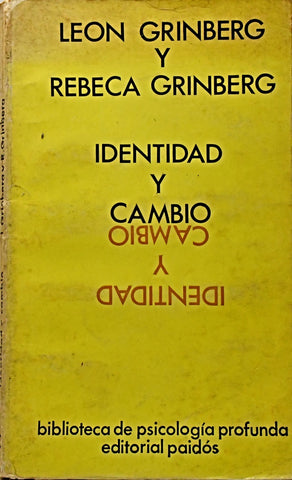 LEON GRINBERG
Y
REBECA GRINBERG
IDENTIDAD
Y
CAMBIO
CAMBIO
Y
IDENTIDAD
biblioteca de psicología profunda
editorial paidós